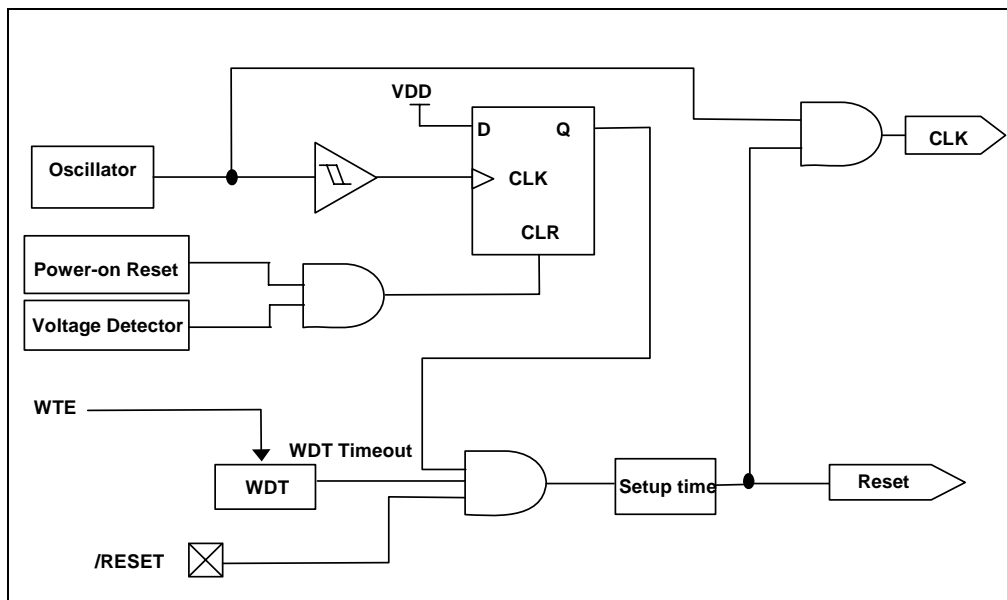 VDD
D
Q
CLK
Oscillator
CLK
CLR
Power-on Reset
Voltage Detector
WTE
WDT Timeout
WDT
Setup time
Reset
/RESET